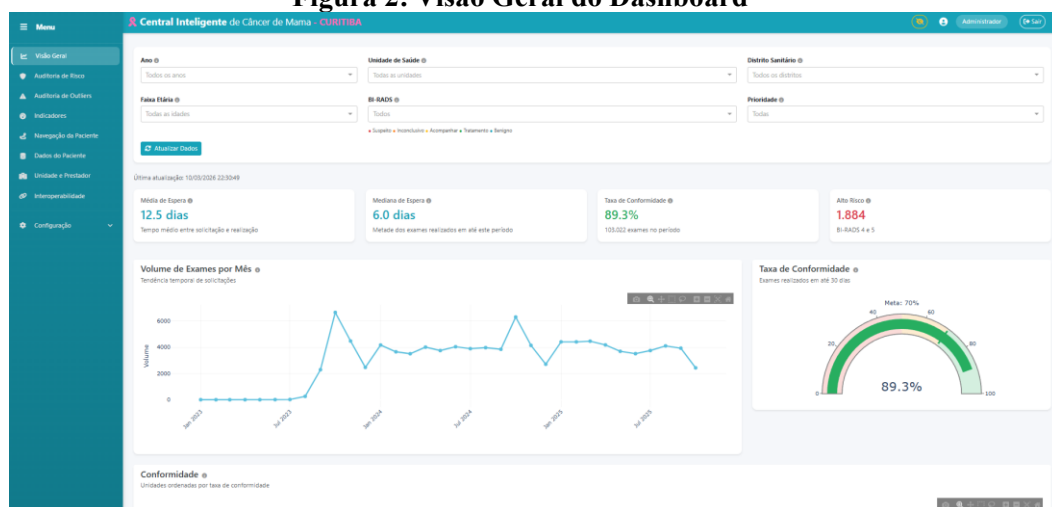 Figura 2: Visão Geral do Dashboard
Menu
Central Inteligente de Câncer de Mama - CURITIBA
Administrador
Sair
Visão Geral
Auditoria de Risco
Auditoria de Outliers
Indicadores
Navegação da Paciente
Dados do Paciente
Unidade e Prestador
Interoperabilidade
Configuração
Ano
Todos os anos
Unidade de Saúde
Todas as unidades
Distrito Sanitário
Todos os distritos
Faixa Etária
Todas as idades
BI-RADS
Todos
Suspeito Inconclusivo Acompanhar Tratamento Benigno
Prioridade
Todas
Atualizar Dados
Última atualização: 10/03/2026 22:30:49
Média de Espera
12.5 dias
Tempo médio entre solicitação e realização
Mediana de Espera
6.0 dias
Metade dos exames realizados em até este período
Taxa de Conformidade
89.3%
103.022 exames no período
Alto Risco
1.884
BI-RADS 4 e 5
Volume de Exames por Mês
Tendência temporal de solicitações
Volume
6000
4000
2000
0
Jan 2023
Jul 2023
Jan 2024
Jul 2024
Jan 2025
Jul 2025
Taxa de Conformidade
Exames realizados em até 30 dias
Meta: 70%
0
20
40
60
80
100
89.3%
Conformidade
Unidades ordenadas por taxa de conformidade